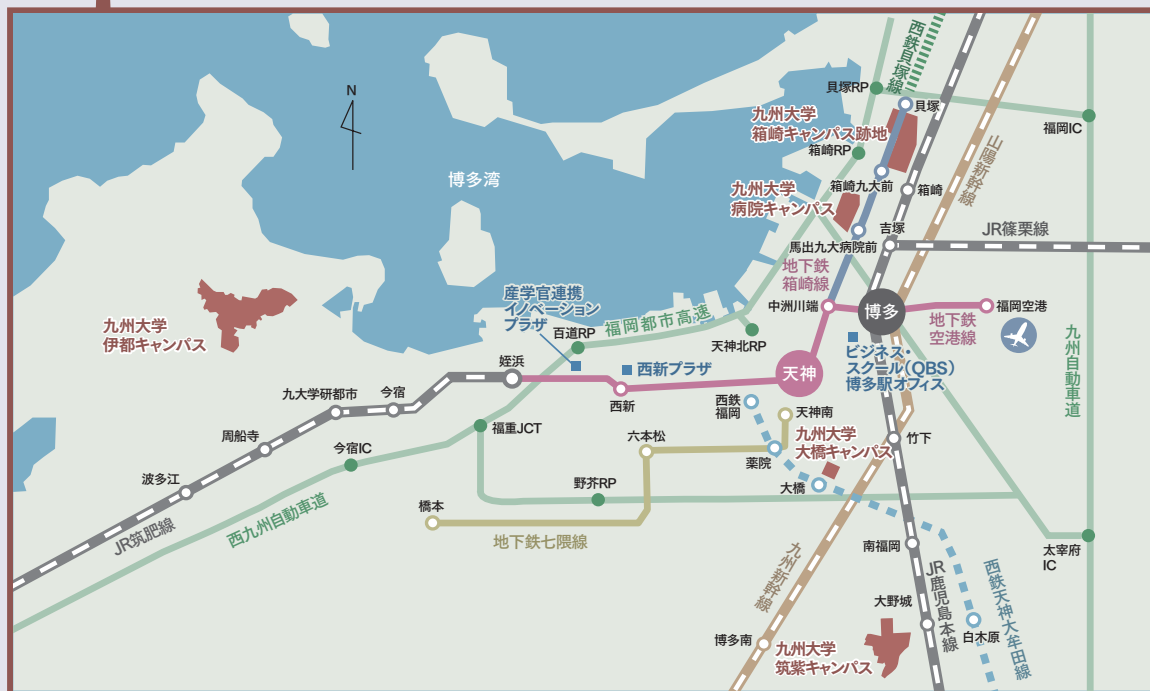 N
博多湾
西鉄貝塚線
貝塚RP
貝塚
福岡IC
九州大学
箱崎キャンパス跡地
箱崎RP
山陽新幹線
九州大学
病院キャンパス
箱崎九大前
箱崎
吉塚
JR篠栗線
馬出九大病院前
地下鉄
箱崎線
中洲川端
博多
福岡空港
地下鉄
空港線
産学官連携
イノベーション
プラザ
福岡都市高速
百道RP
天神北RP
九州大学
伊都キャンパス
ビジネス・
スクール(QBS)
博多駅オフィス
九州自動車道
姪浜
西新プラザ
天神
西新
九大学研都市
今宿
西鉄
福岡
天神南
福重JCT
六本松
九州大学
大橋キャンパス
竹下
周船寺
今宿IC
薬院
波多江
野芥RP
大橋
橋本
JR筑肥線
西九州自動車道
地下鉄七隈線
南福岡
太宰府
IC
九州新幹線
JR鹿児島本線
西鉄天神大牟田線
大野城
白木原
博多南
九州大学
筑紫キャンパス